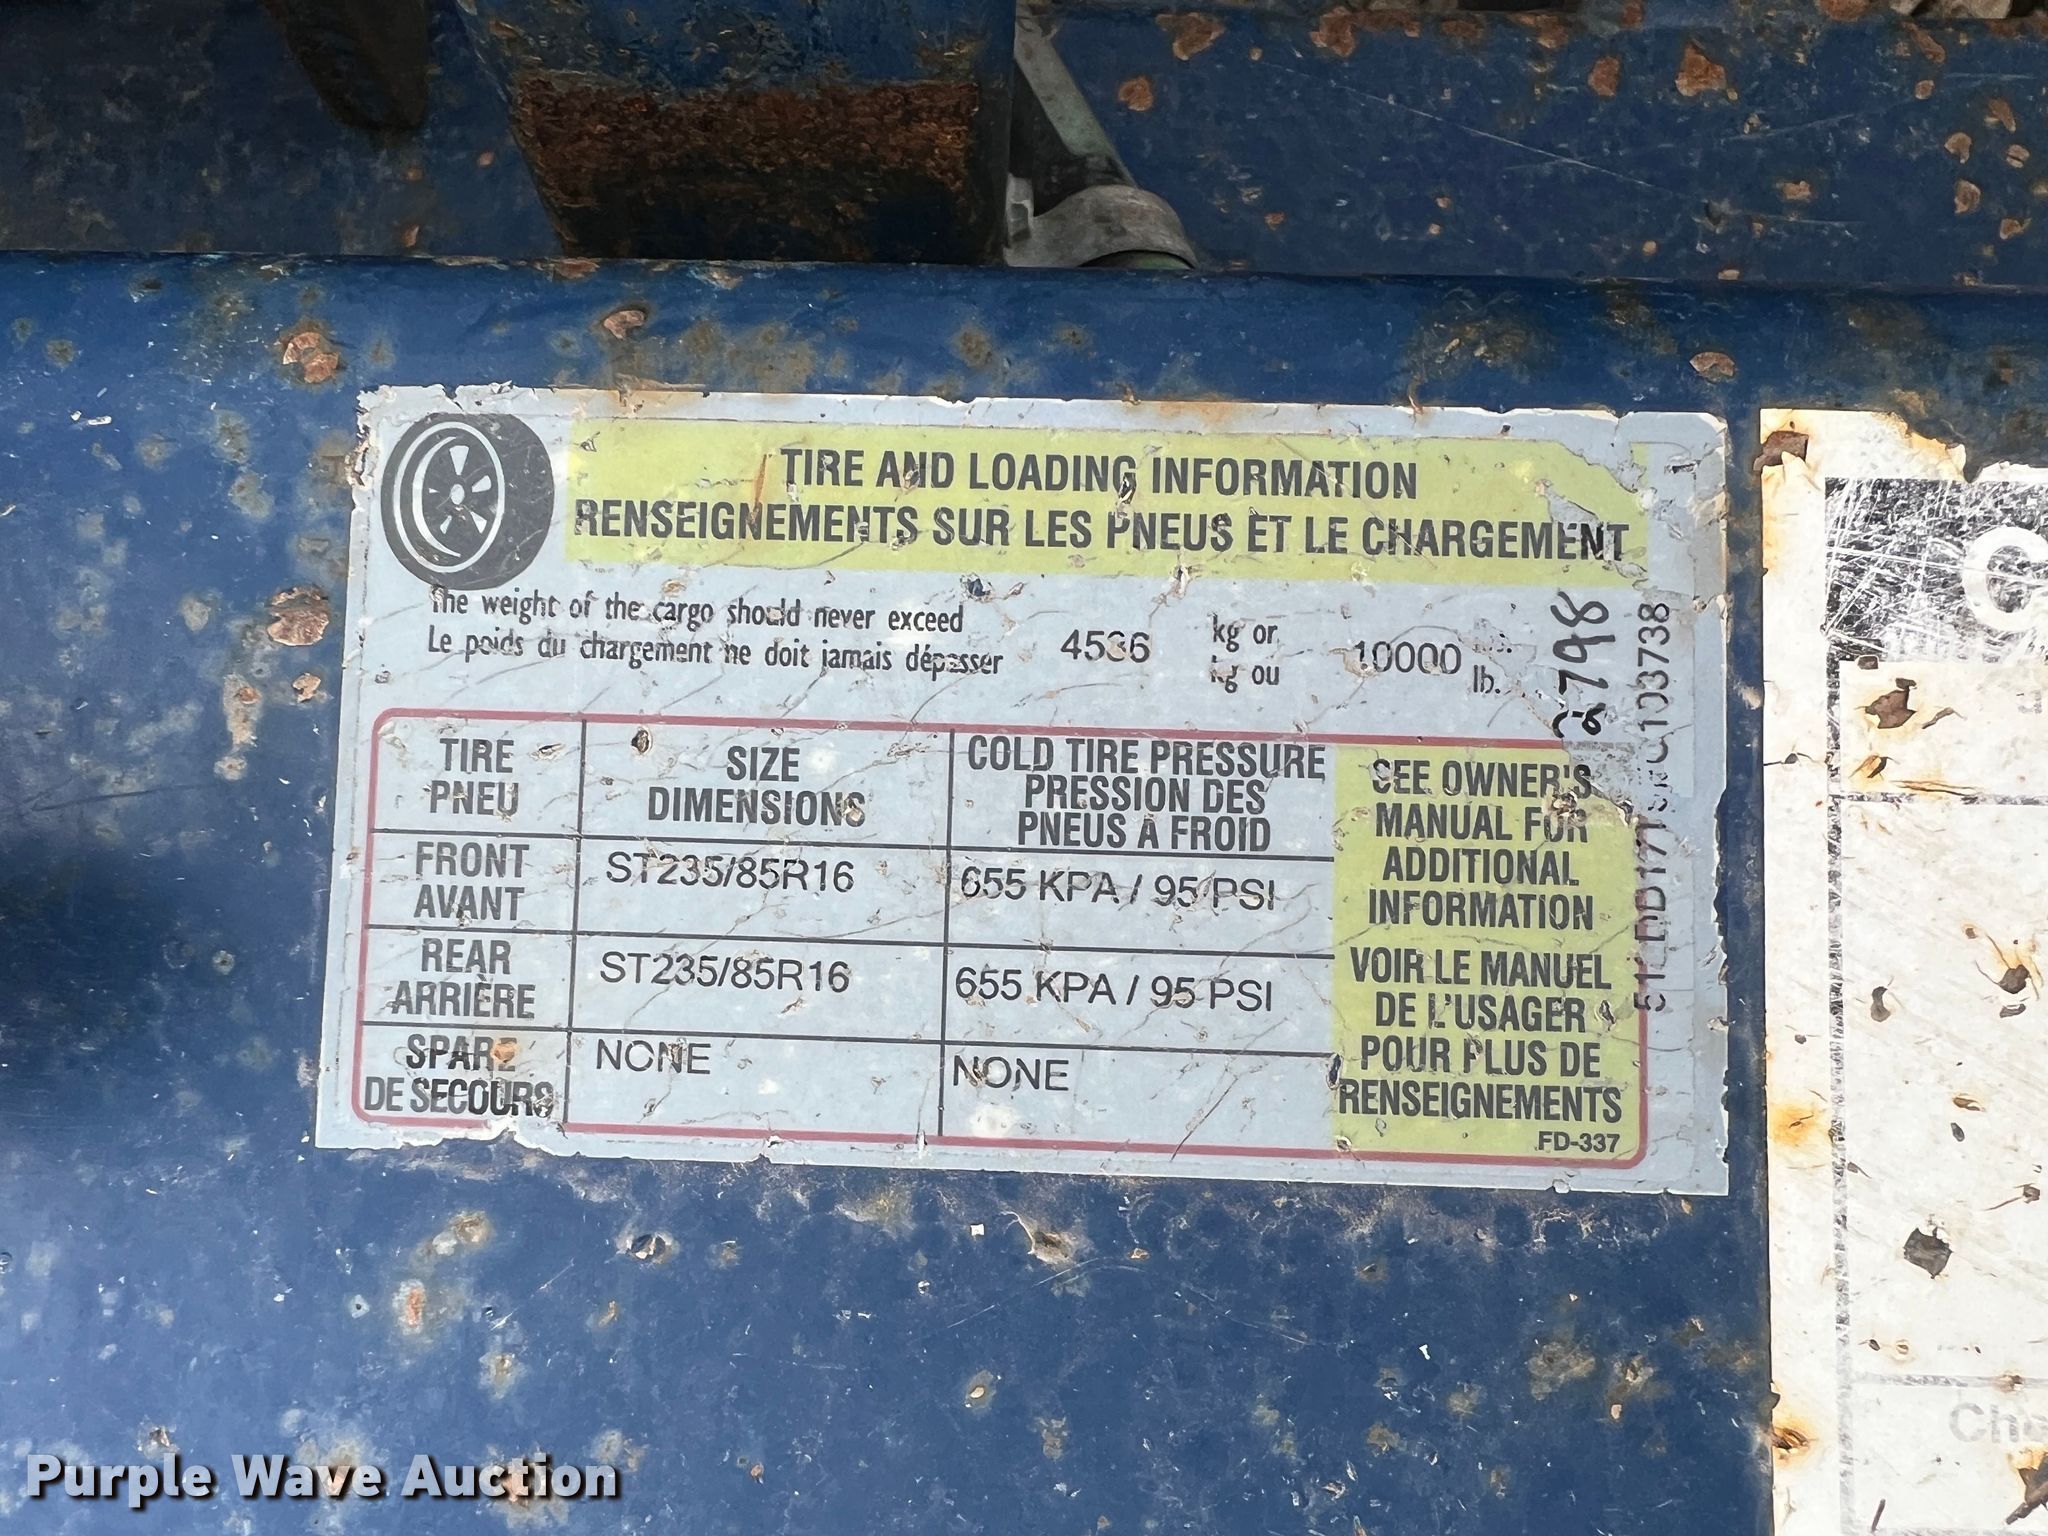 TIRE AND LOADING INFORMATION
RENSEIGNEMENTS SUR LES PNEUS ET LE CHARGEMENT
The weight of the cargo should never exceed
Le poids du chargement ne doit jamais dépasser
4536
kg or
kg ou
10000
lb.
TIRE
PNEU
SIZE
DIMENSIONS
COLD TIRE PRESSURE
PRESSION DES
PNEUS A FROID
FRONT
AVANT
ST235/85R16
655 KPA / 95 PSI
REAR
ARRIÈRE
ST235/85R16
655 KPA / 95 PSI
SPARE
DE SECOURS
NONE
NONE
SEE OWNER'S
MANUAL FOR
ADDITIONAL
INFORMATION
VOIR LE MANUEL
DE L'USAGER
POUR PLUS DE
RENSEIGNEMENTS
FD-337
Purple Wave Auction